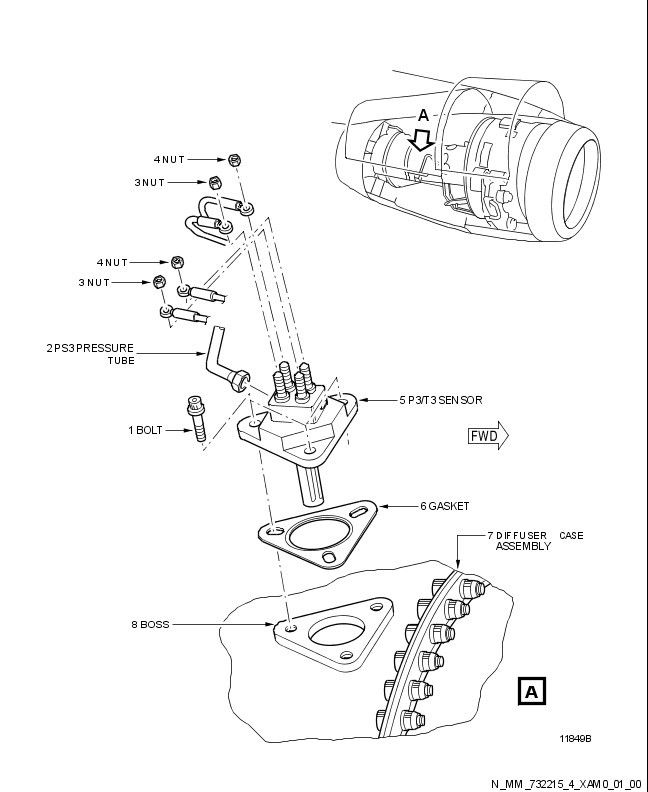 A
4 NUT
3 NUT
4 NUT
3 NUT
2 PS3 PRESSURE
TUBE
5 P3/T3 SENSOR
1 BOLT
FWD
6 GASKET
7 DIFFUSER CASE
ASSEMBLY
8 BOSS
A
11849B
N_MM_732215_4_XAM0_01_00